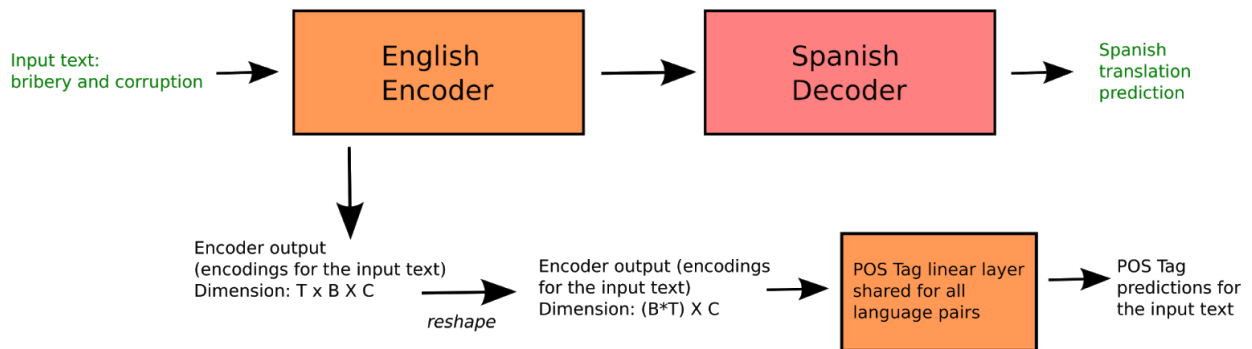 Input text:
bribery and corruption
English
Encoder
Spanish
Decoder
Spanish
translation
prediction
Encoder output
(encodings for the input text)
Dimension: T x B X C
reshape
Encoder output (encodings
for the input text)
Dimension: (B*T) X C
POS Tag linear layer
shared for all
language pairs
POS Tag
predictions for
the input text